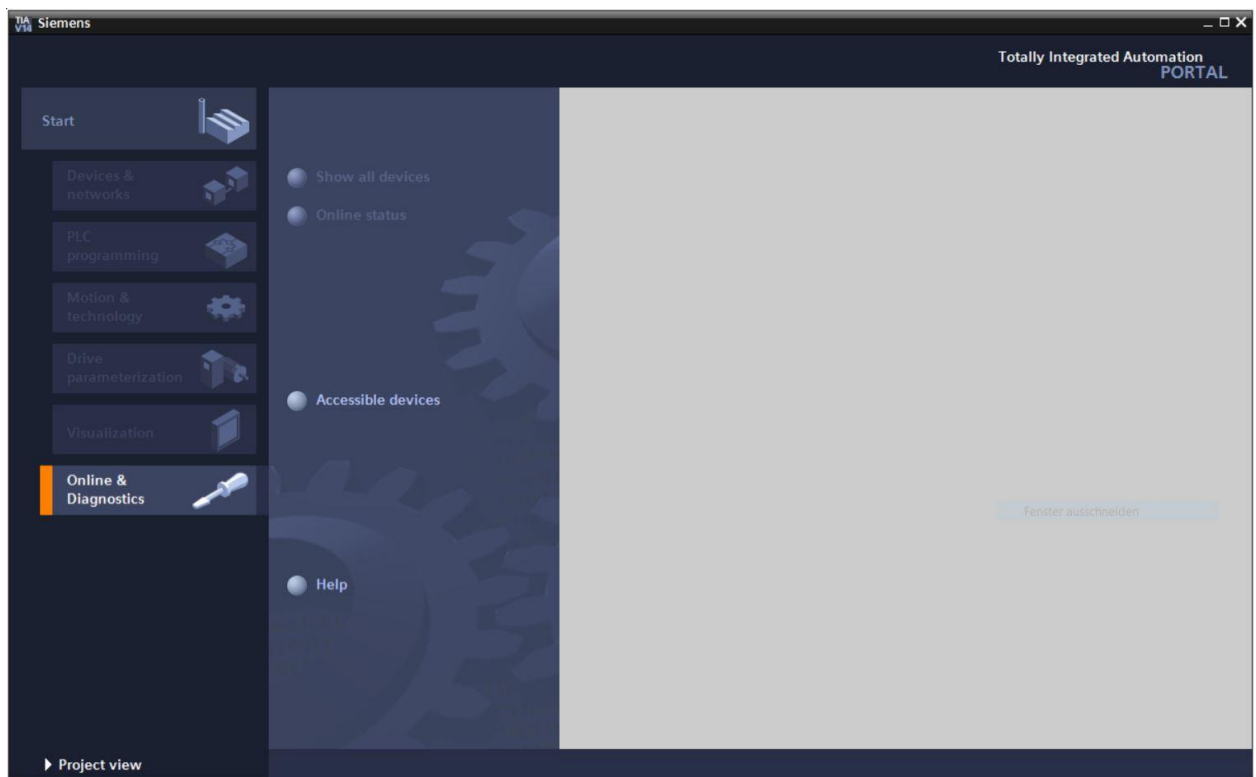 TIA
V14 Siemens
Totally Integrated Automation
PORTAL
Start
Devices &
networks
PLC
programming
Motion &
technology
Drive
parameterization
Visualization
Online &
Diagnostics
Show all devices
Online status
Accessible devices
Help
Fenster ausschneiden
Project view